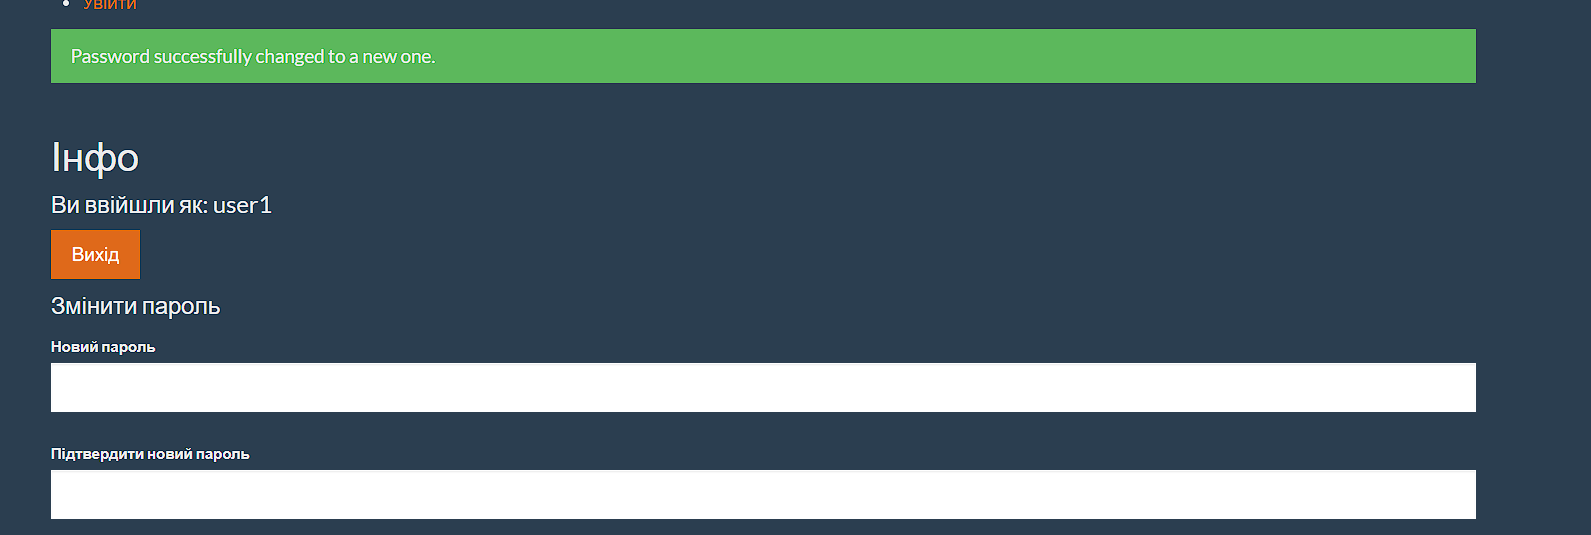 Увійти
Password successfully changed to a new one.
Інфо
Ви ввійшли як: user1
Вихід
Змінити пароль
Новий пароль
Підтвердити новий пароль